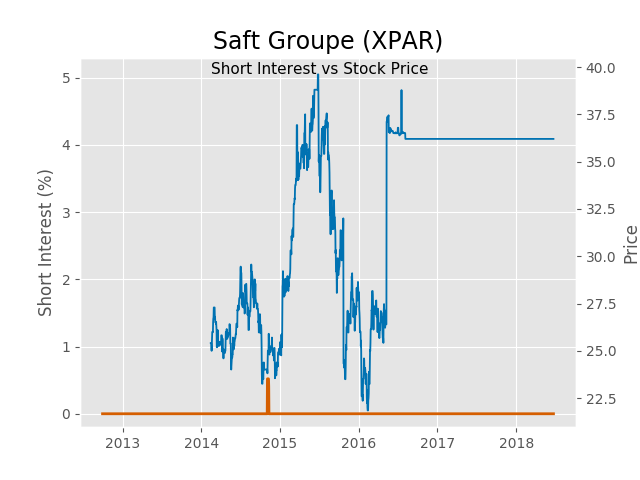 Saft Groupe (XPAR)
Short Interest vs Stock Price
Short Interest (%)
5
4
3
2
1
0
40.0
37.5
35.0
32.5
30.0
27.5
25.0
22.5
Price
2013 2014 2015 2016 2017 2018